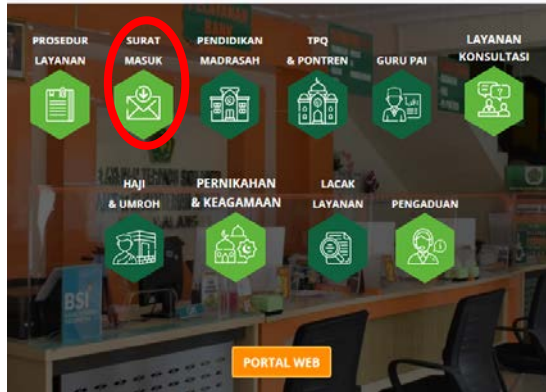 PROSEDUR
LAYANAN
SURAT
MASUK
PENDIDIKAN
MADRASAH
TPQ
& PONTREN
GURU PAI
LAYANAN
KONSULTASI
HAJI
& UMROH
PERNIKAHAN
& KEAGAMAAN
LACAK
LAYANAN
PENGADUAN
BSI
PORTAL WEB